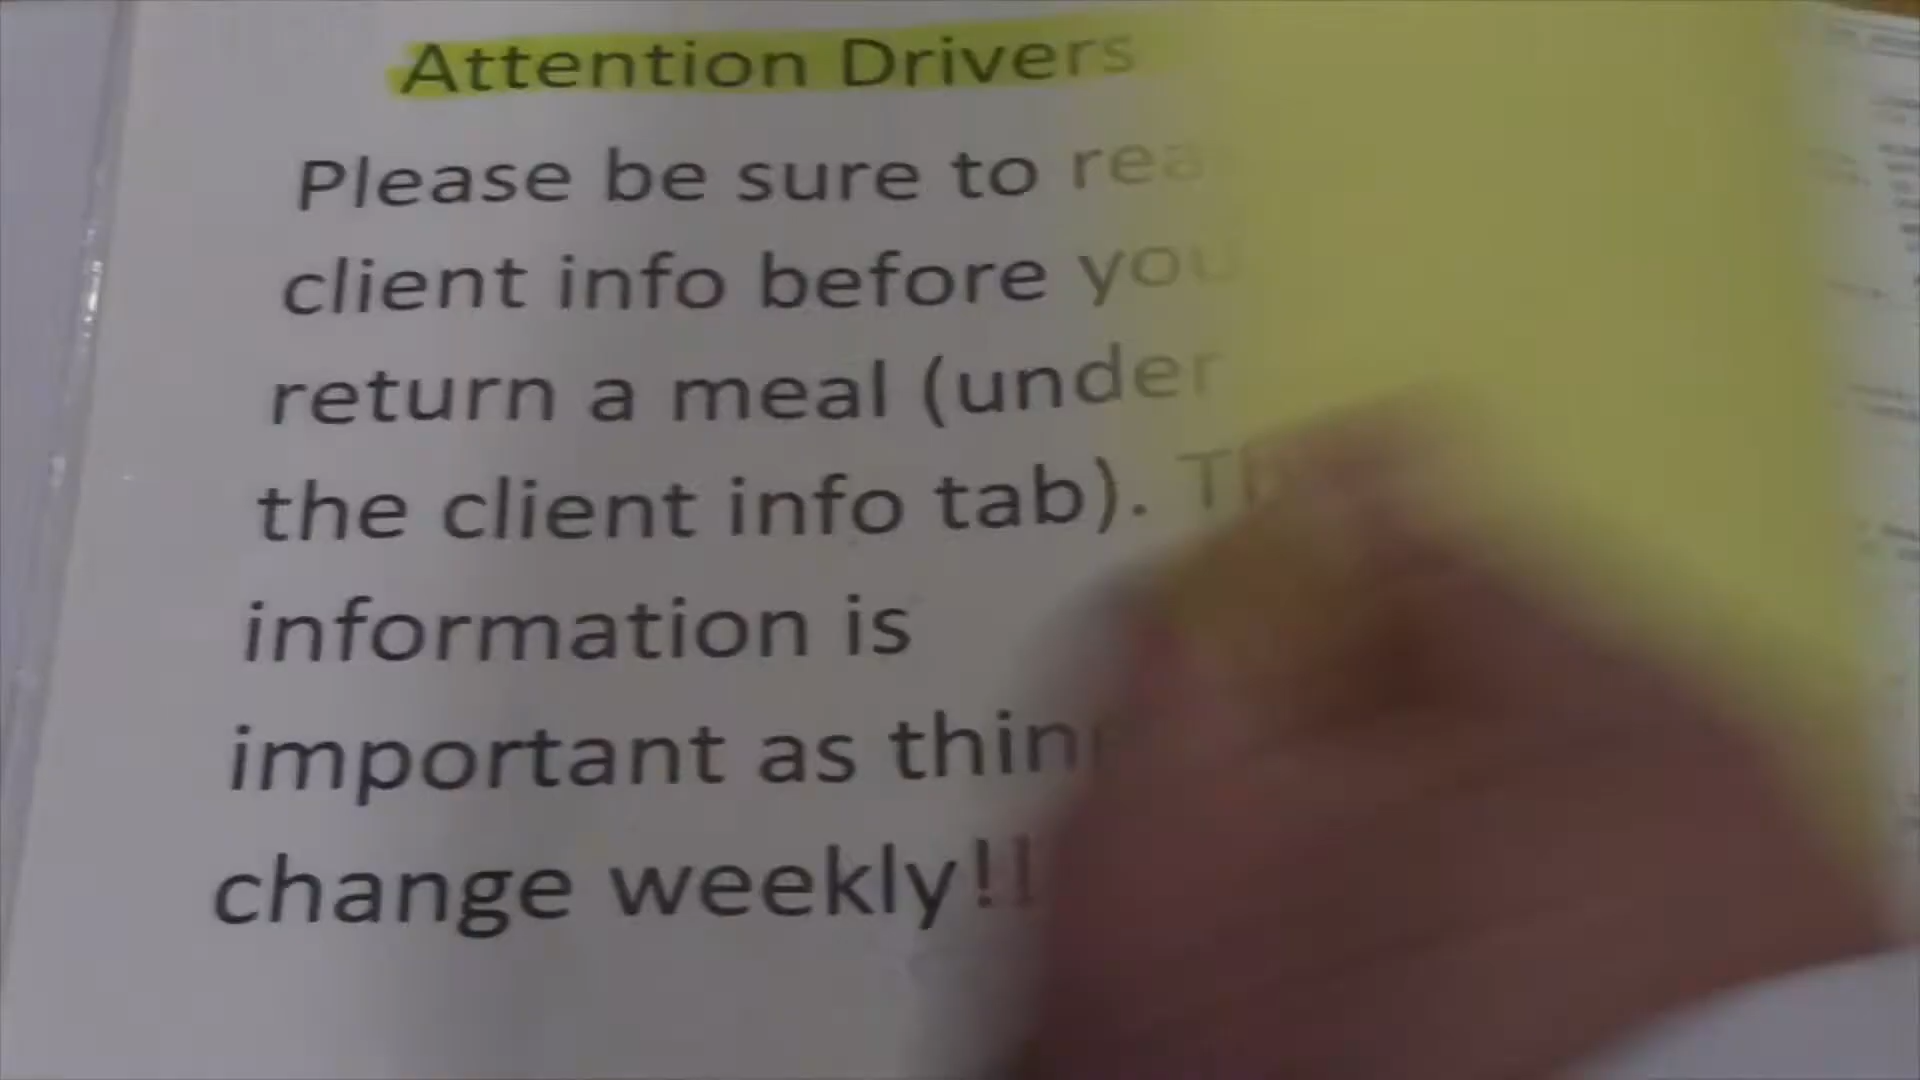 Attention Drivers
Please be sure to
client info before you
return a meal (under
the client info tab).
information is
important as
change weekly!!